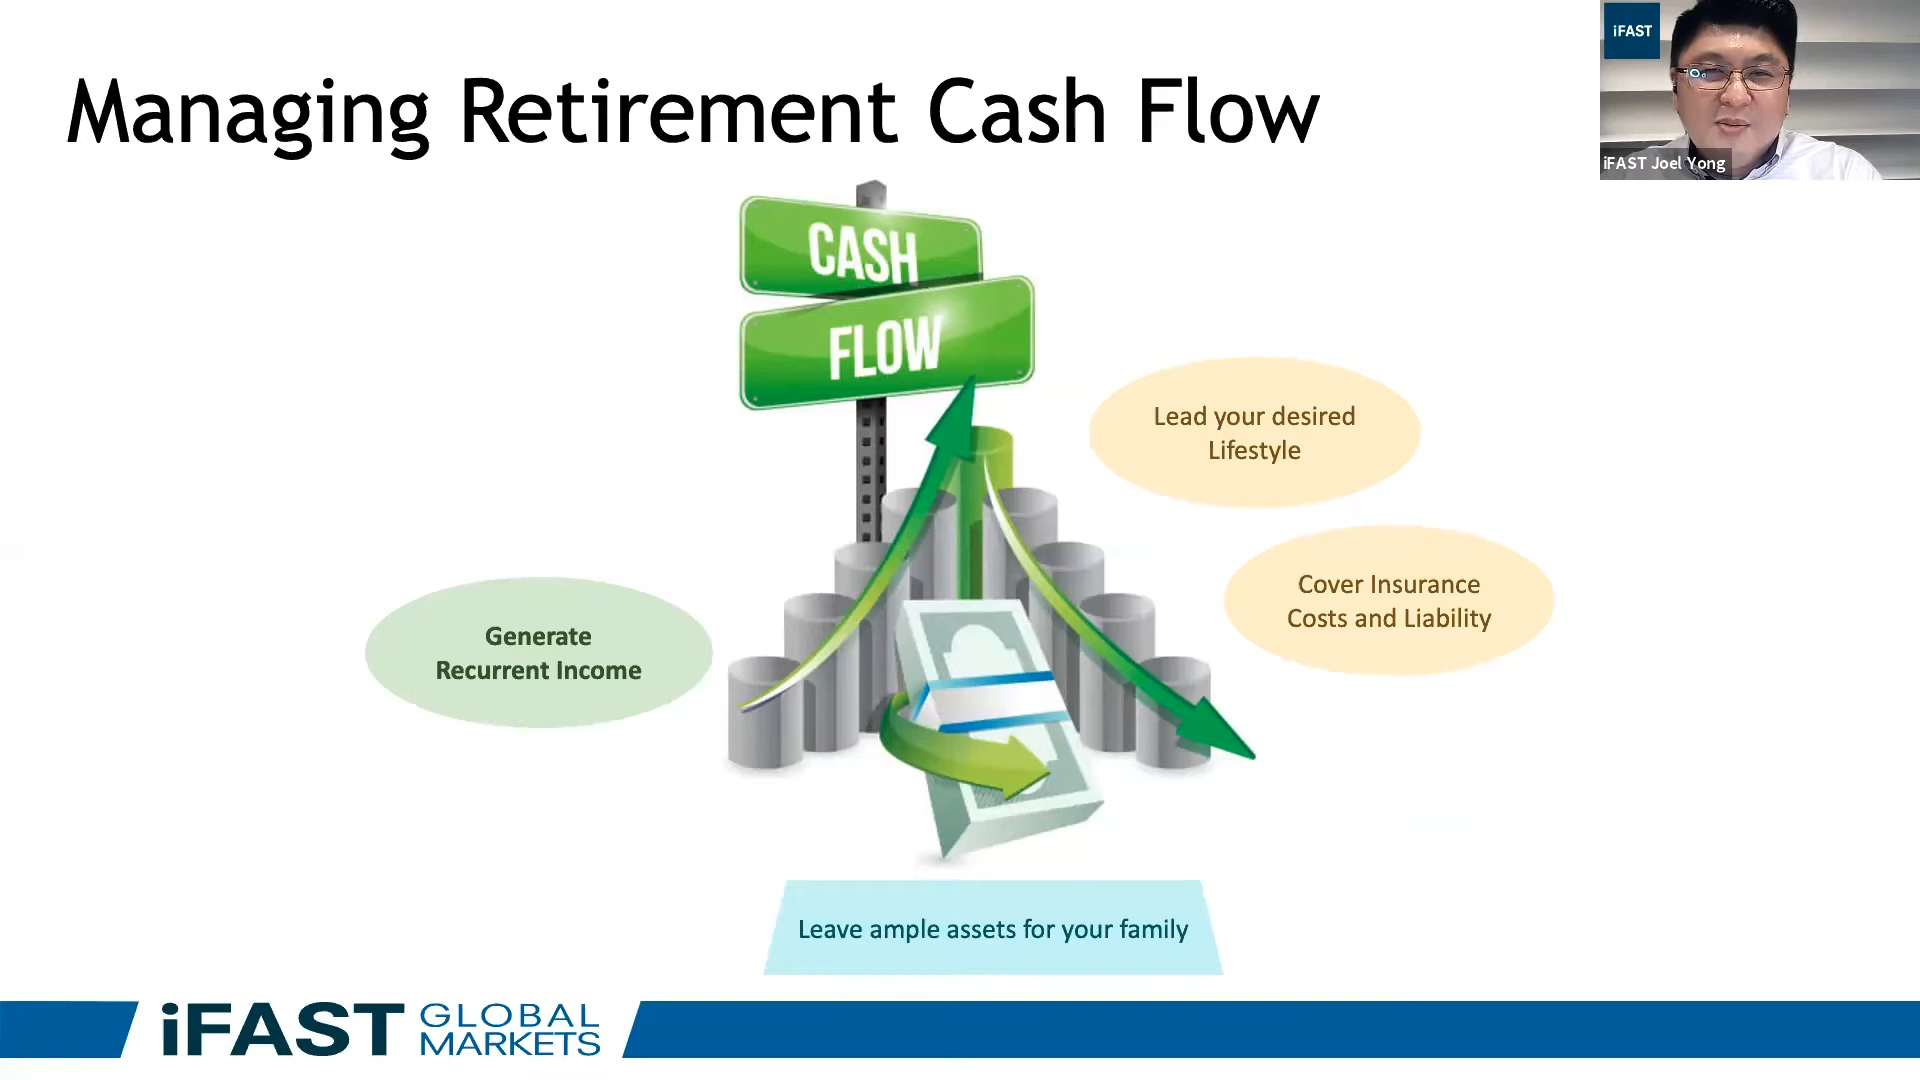 iFAST
Managing Retirement Cash Flow
iFAST Joel Yong
CASH
FLOW
Lead your desired
Lifestyle
Cover Insurance
Costs and Liability
Generate
Recurrent Income
Leave ample assets for your family
iFAST GLOBAL
MARKETS